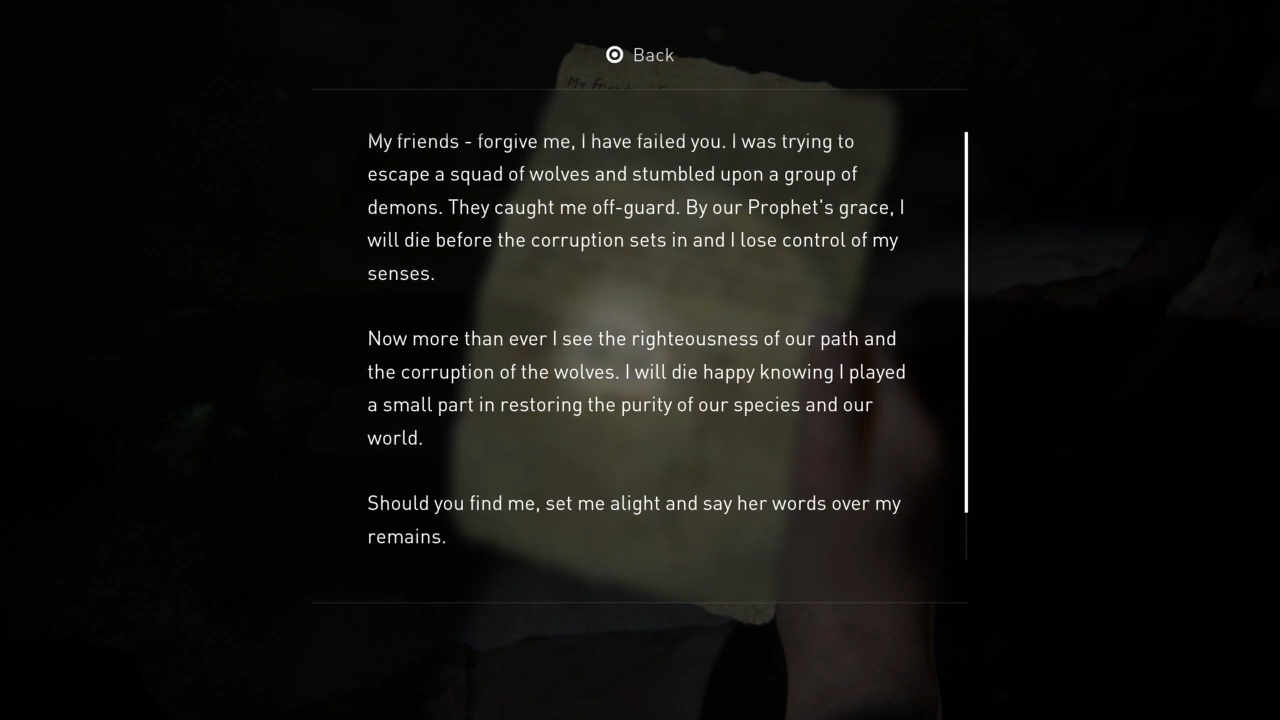 Back
My friends
My friends - forgive me, I have failed you. I was trying to
escape a squad of wolves and stumbled upon a group of
demons. They caught me off-guard. By our Prophet's grace, I
will die before the corruption sets in and I lose control of my
senses.
Now more than ever I see the righteousness of our path and
the corruption of the wolves. I will die happy knowing I played
a small part in restoring the purity of our species and our
world.
Should you find me, set me alight and say her words over my
remains.